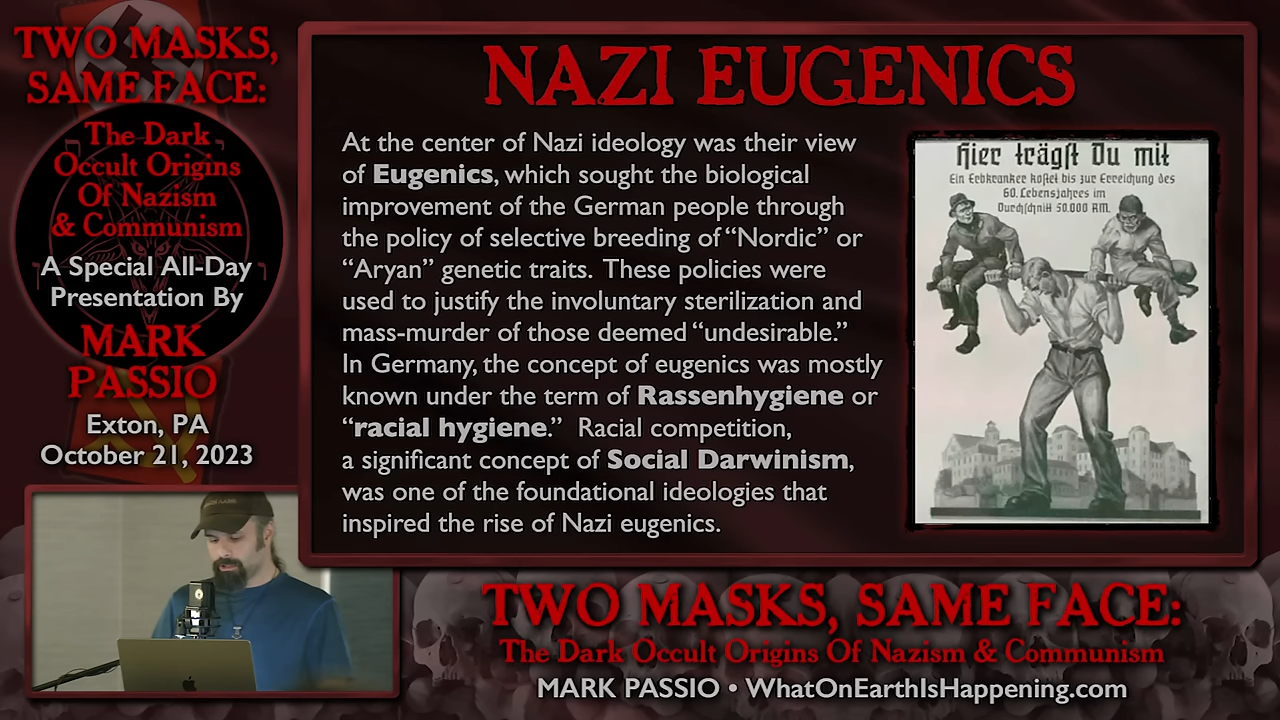 TWO MASKS,
SAME FACE:
The Dark
Occult Origins
Of Nazism
& Communism
A Special All-Day
Presentation By
MARK
PASSIO
Exton, PA
October 21, 2023
NAZI EUGENICS
At the center of Nazi ideology was their view
of Eugenics, which sought the biological
improvement of the German people through
the policy of selective breeding of “Nordic” or
“Aryan” genetic traits. These policies were
used to justify the involuntary sterilization and
mass-murder of those deemed “undesirable.”
In Germany, the concept of eugenics was mostly
known under the term of Rassenhygiene or
“racial hygiene.” Racial competition,
a significant concept of Social Darwinism,
was one of the foundational ideologies that
inspired the rise of Nazi eugenics.
Hier trägst Du mit
Ein Erbkranker kostet bis zur Erreichung des
60. Lebensjahres im
Durchschnitt 50.000 RM.
TWO MASKS, SAME FACE:
The Dark Occult Origins Of Nazism & Communism
MARK PASSIO • WhatOnEarthIsHappening.com